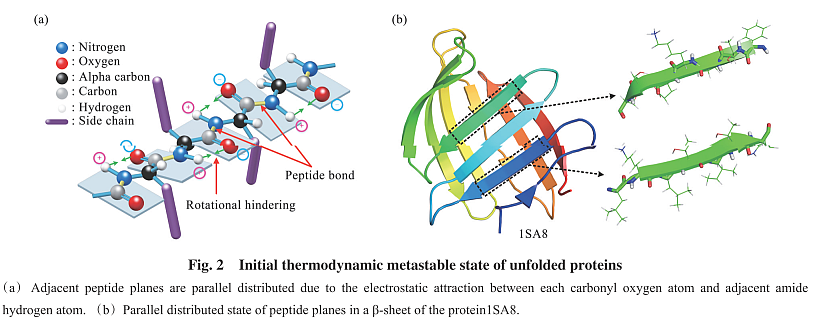 (a)
: Nitrogen
: Oxygen
: Alpha carbon
: Carbon
: Hydrogen
: Side chain
Peptide bond
Rotational hindering
(b)
1SA8
Fig. 2 Initial thermodynamic metastable state of unfolded proteins
(a) Adjacent peptide planes are parallel distributed due to the electrostatic attraction between each carbonyl oxygen atom and adjacent amide
hydrogen atom. (b) Parallel distributed state of peptide planes in a β-sheet of the protein1SA8.